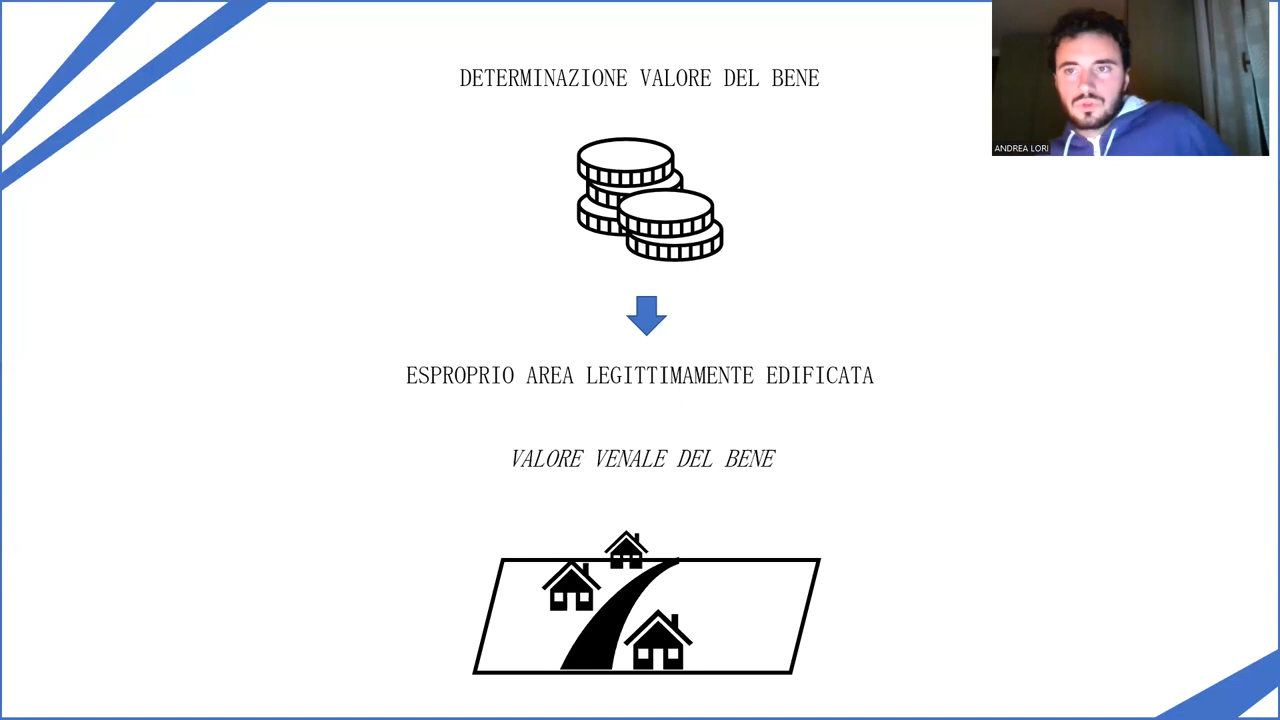 DETERMINAZIONE VALORE DEL BENE
ANDREA LORI
ESPROPRIO AREA LEGITTIMAMENTE EDIFICATA
VALORE VENALE DEL BENE